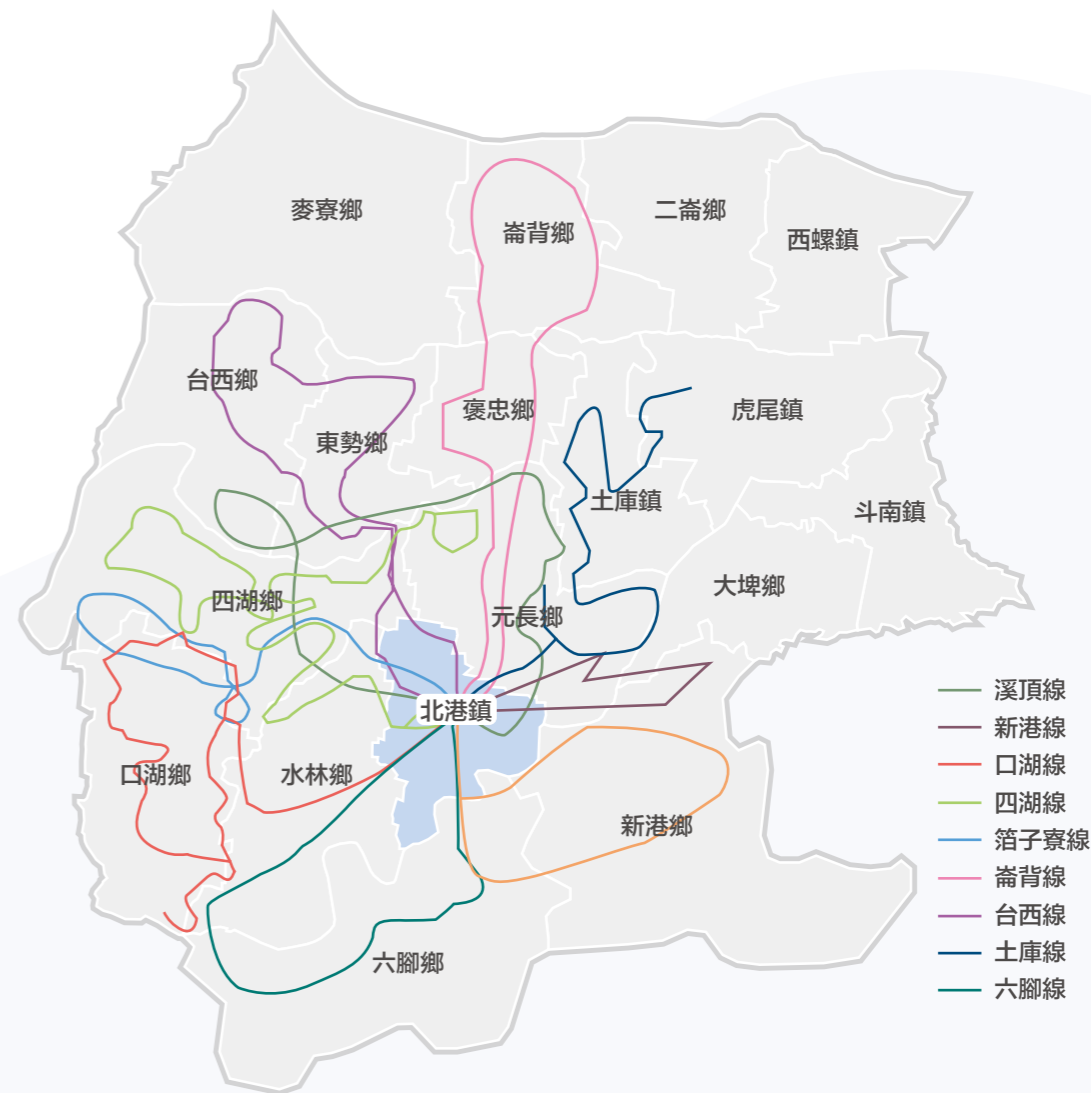 麥寮鄉
崙背鄉
二崙鄉
西螺鎮
台西鄉
東勢鄉
褒忠鄉
虎尾鎮
土庫鎮
斗南鎮
四湖鄉
元長鄉
大埤鄉
北港鎮
口湖鄉
水林鄉
新港鄉
六腳鄉
溪頂線
新港線
口湖線
四湖線
箔子寮線
崙背線
台西線
土庫線
六腳線